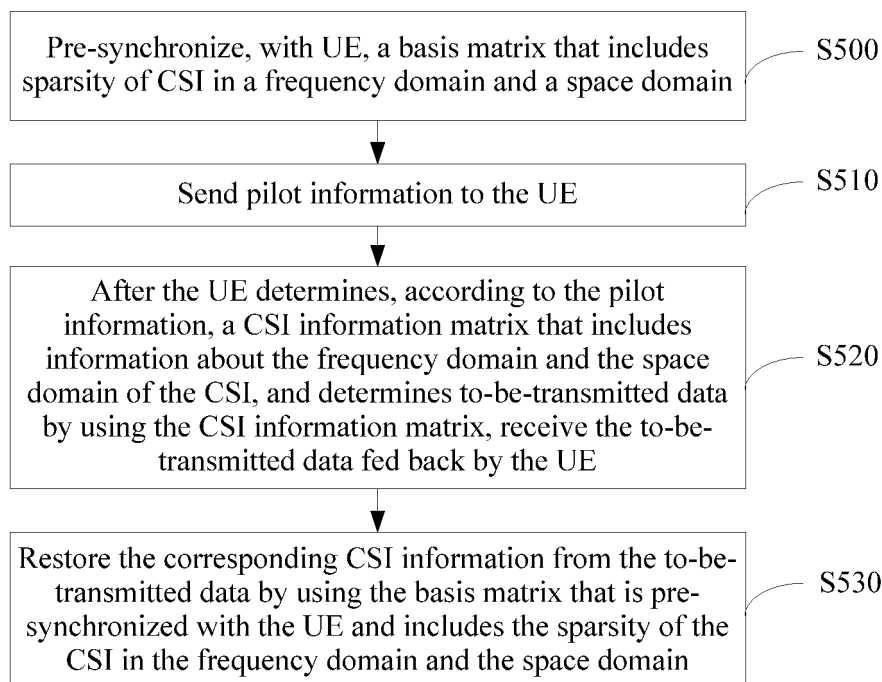 Pre-synchronize, with UE, a basis matrix that includes
sparsity of CSI in a frequency domain and a space domain
S500
Send pilot information to the UE
S510
After the UE determines, according to the pilot
information, a CSI information matrix that includes
information about the frequency domain and the space
domain of the CSI, and determines to-be-transmitted data
by using the CSI information matrix, receive the to-be-
transmitted data fed back by the UE
S520
Restore the corresponding CSI information from the to-be-
transmitted data by using the basis matrix that is pre-
synchronized with the UE and includes the sparsity of the
CSI in the frequency domain and the space domain
S530